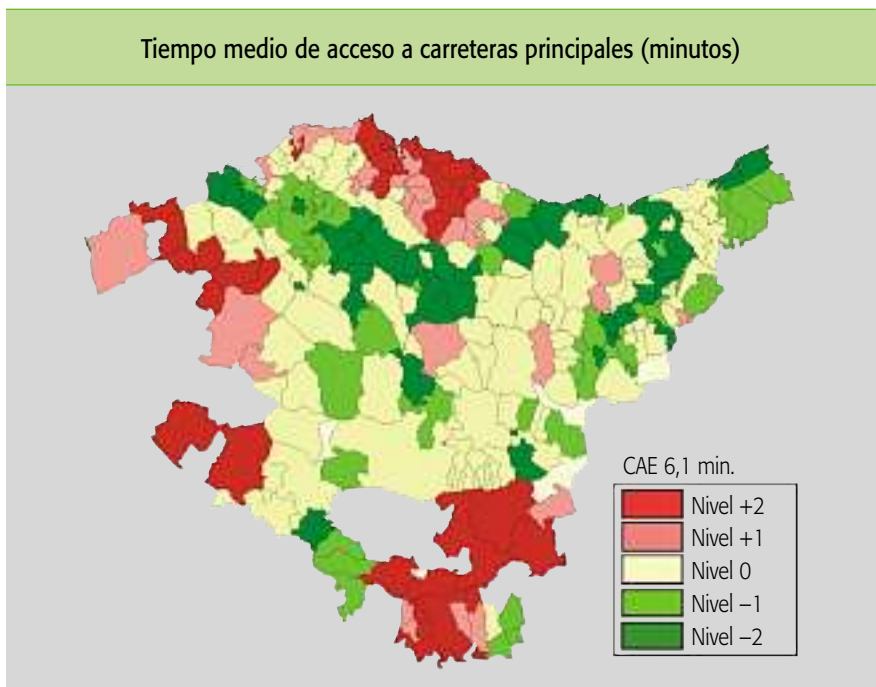 Tiempo medio de acceso a carreteras principales (minutos)
CAE 6,1 min.
Nivel +2
Nivel +1
Nivel 0
Nivel –1
Nivel –2